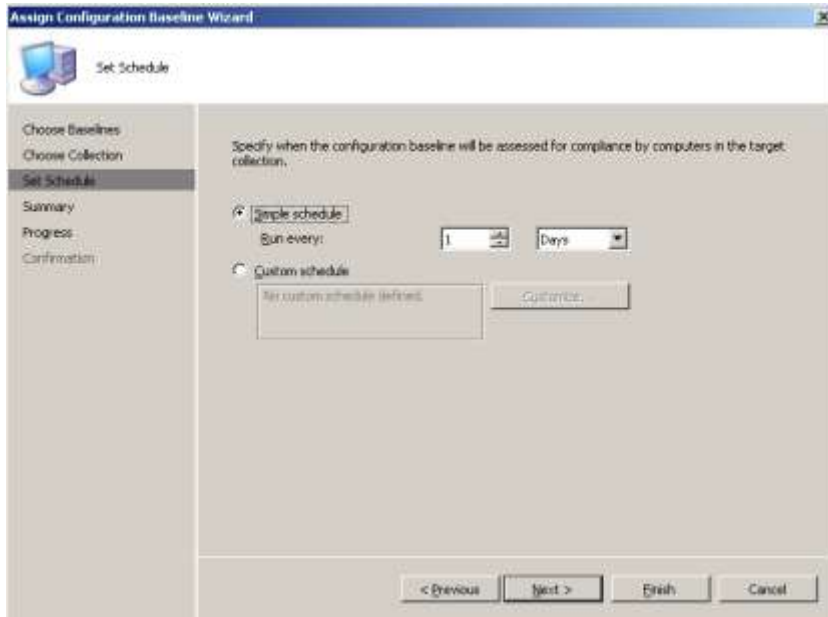 Assign Configuration Baseline Wizard
Set Schedule
Choose Baselines
Choose Collection
Set Schedule
Summary
Progress
Confirmation
Specify when the configuration baseline will be assessed for compliance by computers in the target
collection.
Simple schedule
Run every: 1 Days
Custom schedule
No custom schedule defined.
Customize...
< Previous Next > Finish Cancel